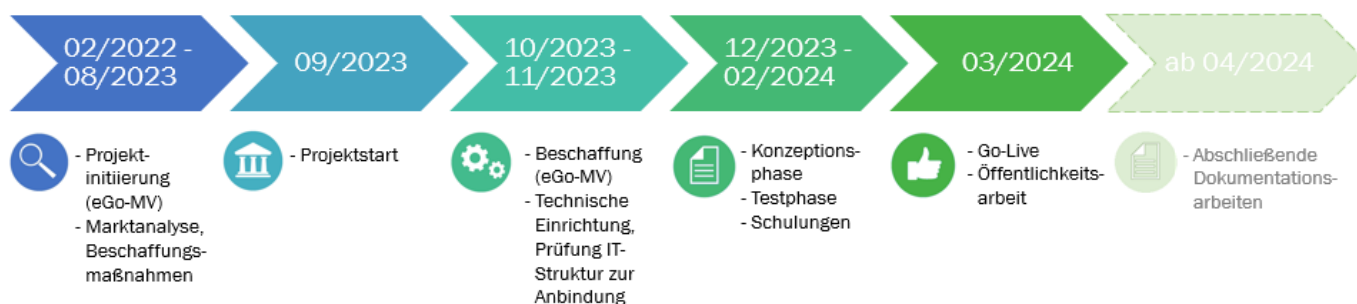 02/2022 -
08/2023
09/2023
10/2023 -
11/2023
12/2023 -
02/2024
03/2024
ab 04/2024
- Projekt-
initiierung
(eGo-MV)
- Marktanalyse,
Beschaffungs-
maßnahmen
- Projektstart
- Beschaffung
(eGo-MV)
- Technische
Einrichtung,
Prüfung IT-
Struktur zur
Anbindung
- Konzeptions-
phase
- Testphase
- Schulungen
- Go-Live
- Öffentlichkeits-
arbeit
- Abschließende
Dokumentations-
arbeiten